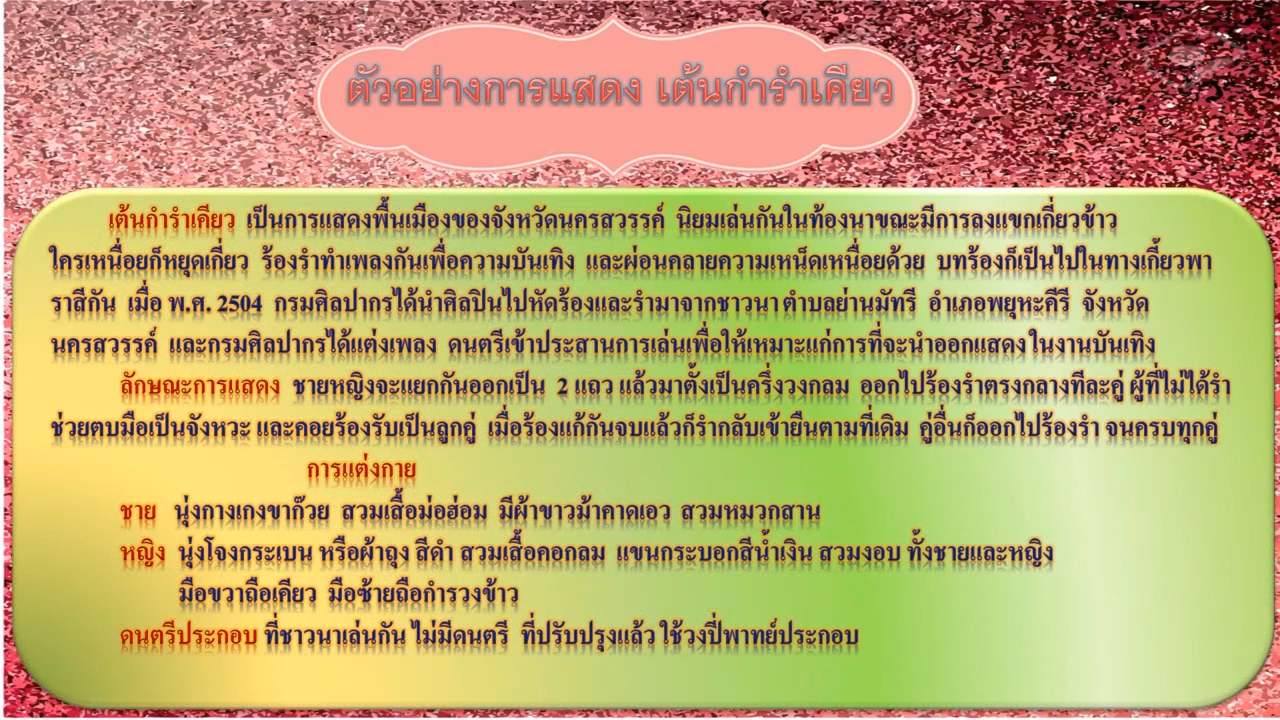 ตัวอย่างการแสดง เต้นกำรำเคียว
เต้นกำรำเคียว เป็นการแสดงพื้นเมืองของจังหวัดนครสวรรค์ นิยมเล่นกันในท้องนาขณะมีการลงแขกเกี่ยวข้าว
ใครเหนื่อยก็หยุดเกี่ยว ร้องรำทำเพลงกันเพื่อความบันเทิง และผ่อนคลายความเหน็ดเหนื่อยด้วย บทร้องก็เป็นไปในทางเกี้ยวพา
ราสีกัน เมื่อ พ.ศ. 2504 กรมศิลปากรได้นำศิลปินไปหัดร้องและรำมาจากชาวนา ตำบลย่านมัทรี อำเภอพยุหะคีรี จังหวัด
นครสวรรค์ และกรมศิลปากรได้แต่งเพลง ดนตรีเข้าประสานการเล่นเพื่อให้เหมาะแก่การที่จะนำออกแสดงในงานบันเทิง
ลักษณะการแสดง ชายหญิงจะแยกกันออกเป็น 2 แถว แล้วมาตั้งเป็นครึ่งวงกลม ออกไปร้องรำตรงกลางทีละคู่ ผู้ที่ไม่ได้รำ
ช่วยตบมือเป็นจังหวะ และคอยร้องรับเป็นลูกคู่ เมื่อร้องแก้กันจบแล้วก็รำกลับเข้ายืนตามที่เดิม คู่อื่นก็ออกไปร้องรำ จนครบทุกคู่
การแต่งกาย
ชาย นุ่งกางเกงขาก๊วย สวมเสื้อม่อฮ่อม มีผ้าขาวม้าคาดเอว สวมหมวกสาน
หญิง นุ่งโจงกระเบน หรือผ้าถุง สีดำ สวมเสื้อคอกลม แขนกระบอกสีน้ำเงิน สวมงอบ ทั้งชายและหญิง
มือขวาถือเคียว มือซ้ายถือกำรวงข้าว
ดนตรีประกอบ ที่ชาวนาเล่นกัน ไม่มีดนตรี ที่ปรับปรุงแล้ว ใช้วงปี่พาทย์ประกอบ